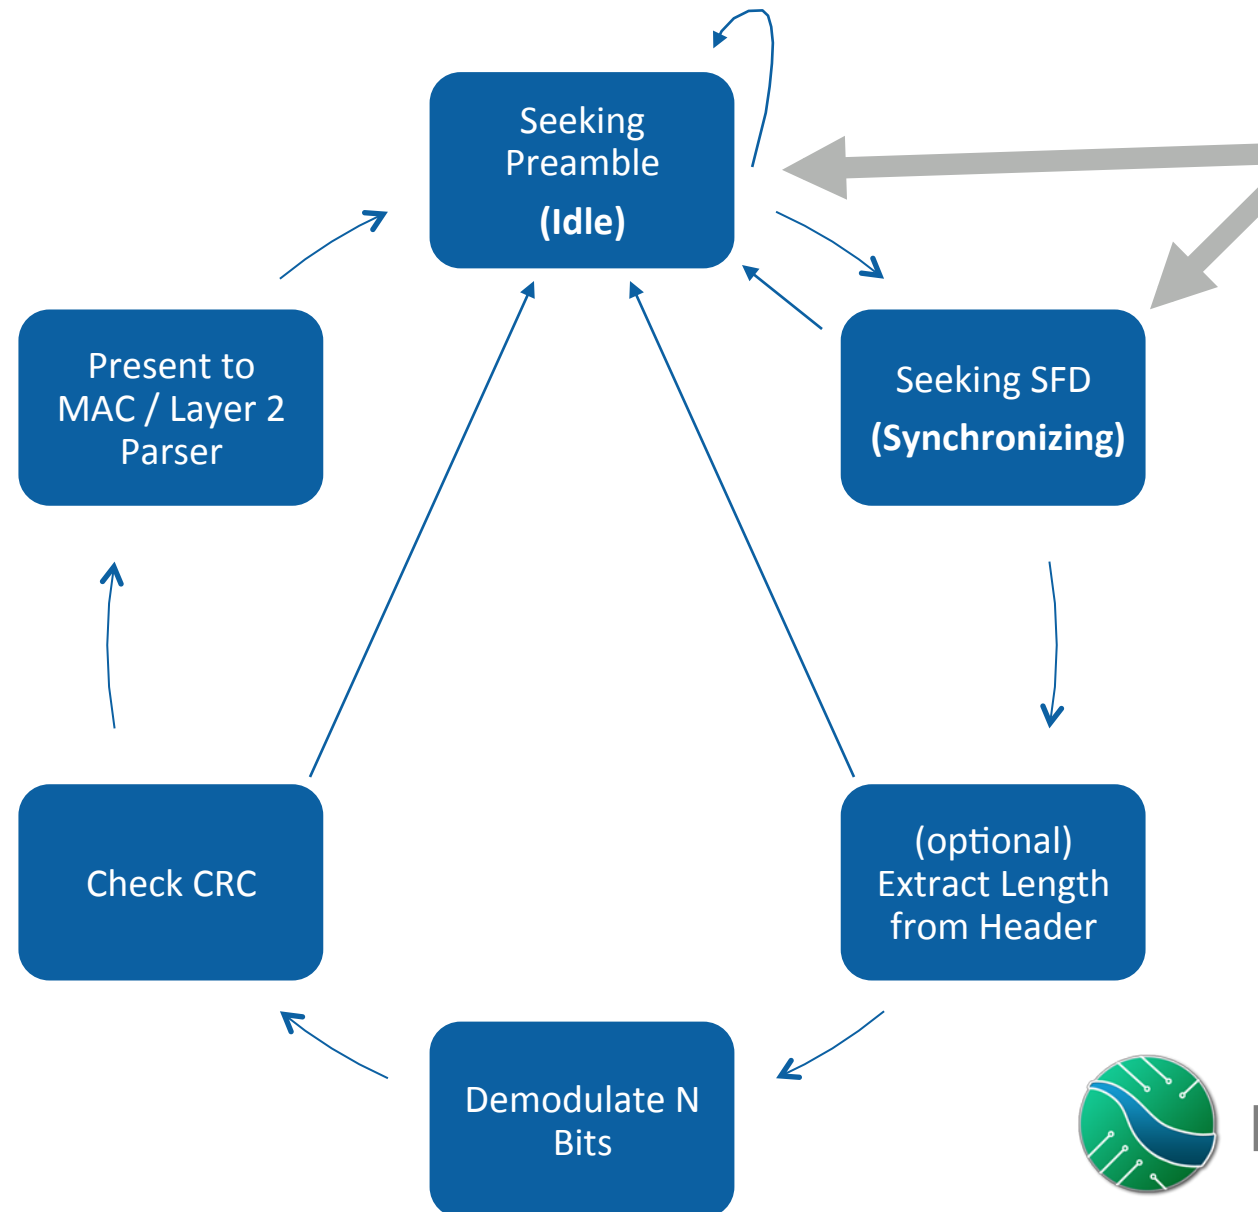 Seeking
Preamble
(Idle)
Seeking SFD
(Synchronizing)
(optional)
Extract Length
from Header
Demodulate N
Bits
Check CRC
Present to
MAC / Layer 2
Parser